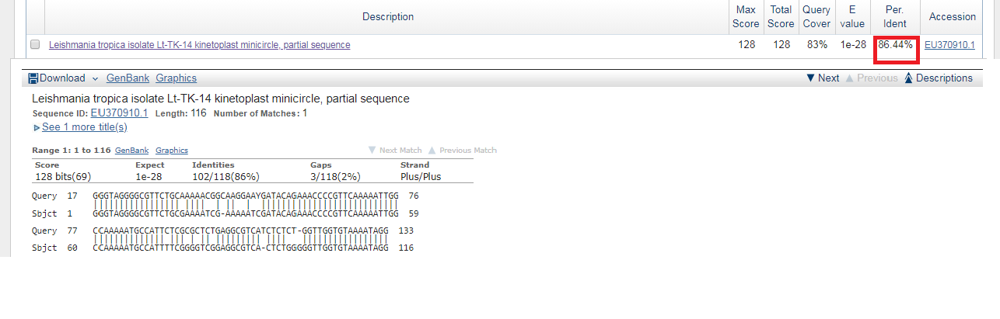 Description Max Score Total Score Query Cover E value Per. Ident Accession
Leishmania tropica isolate Lt-TK-14 kinetoplast minicircle, partial sequence 128 128 83% 1e-28 86.44% EU370910.1
Download GenBank Graphics Next Previous Descriptions
Leishmania tropica isolate Lt-TK-14 kinetoplast minicircle, partial sequence
Sequence ID: EU370910.1 Length: 116 Number of Matches: 1
See 1 more title(s)
Range 1: 1 to 116 GenBank Graphics Next Match Previous Match
Score Expect Identities Gaps Strand
128 bits(69) 1e-28 102/118(86%) 3/118(2%) Plus/Plus
Query 17 GGGTAGGGGCGTTCTGCAAAAACGGCAAGGAAYGATACAGAAACCCCGTTCAAAAATTGG 76
Sbjct 1 GGGTAGGGGCGTTCTGCGAAAATCG-AAAAATCGATACAGAAACCCCGTTCAAAAATTGG 59
Query 77 CCAAAAATGCCATTCTCGCGCTCTGAGGCGTCATCTCTCT-GGTTGGTGTAAAATAGG 133
Sbjct 60 CCAAAAATGCCATTTTCGGGGTCGGAGGCGTCA-CTCTGGGGGTTGGTGTAAAATAGG 116